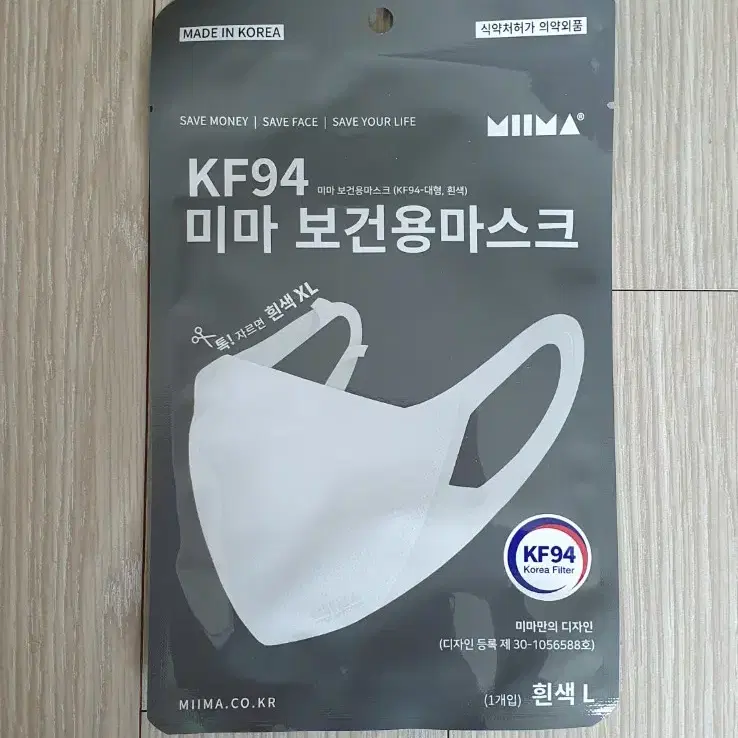 MADE IN KOREA
식약처허가 의약외품
SAVE MONEY | SAVE FACE | SAVE YOUR LIFE
MIIMA®
KF94 미마 보건용마스크 (KF94-대형, 흰색)
미마 보건용마스크
톡! 자르면 흰색 XL
KF94
Korea Filter
미마만의 디자인
(디자인 등록 제 30-1056588호)
MIIMA.CO.KR
(1개입) 흰색 L